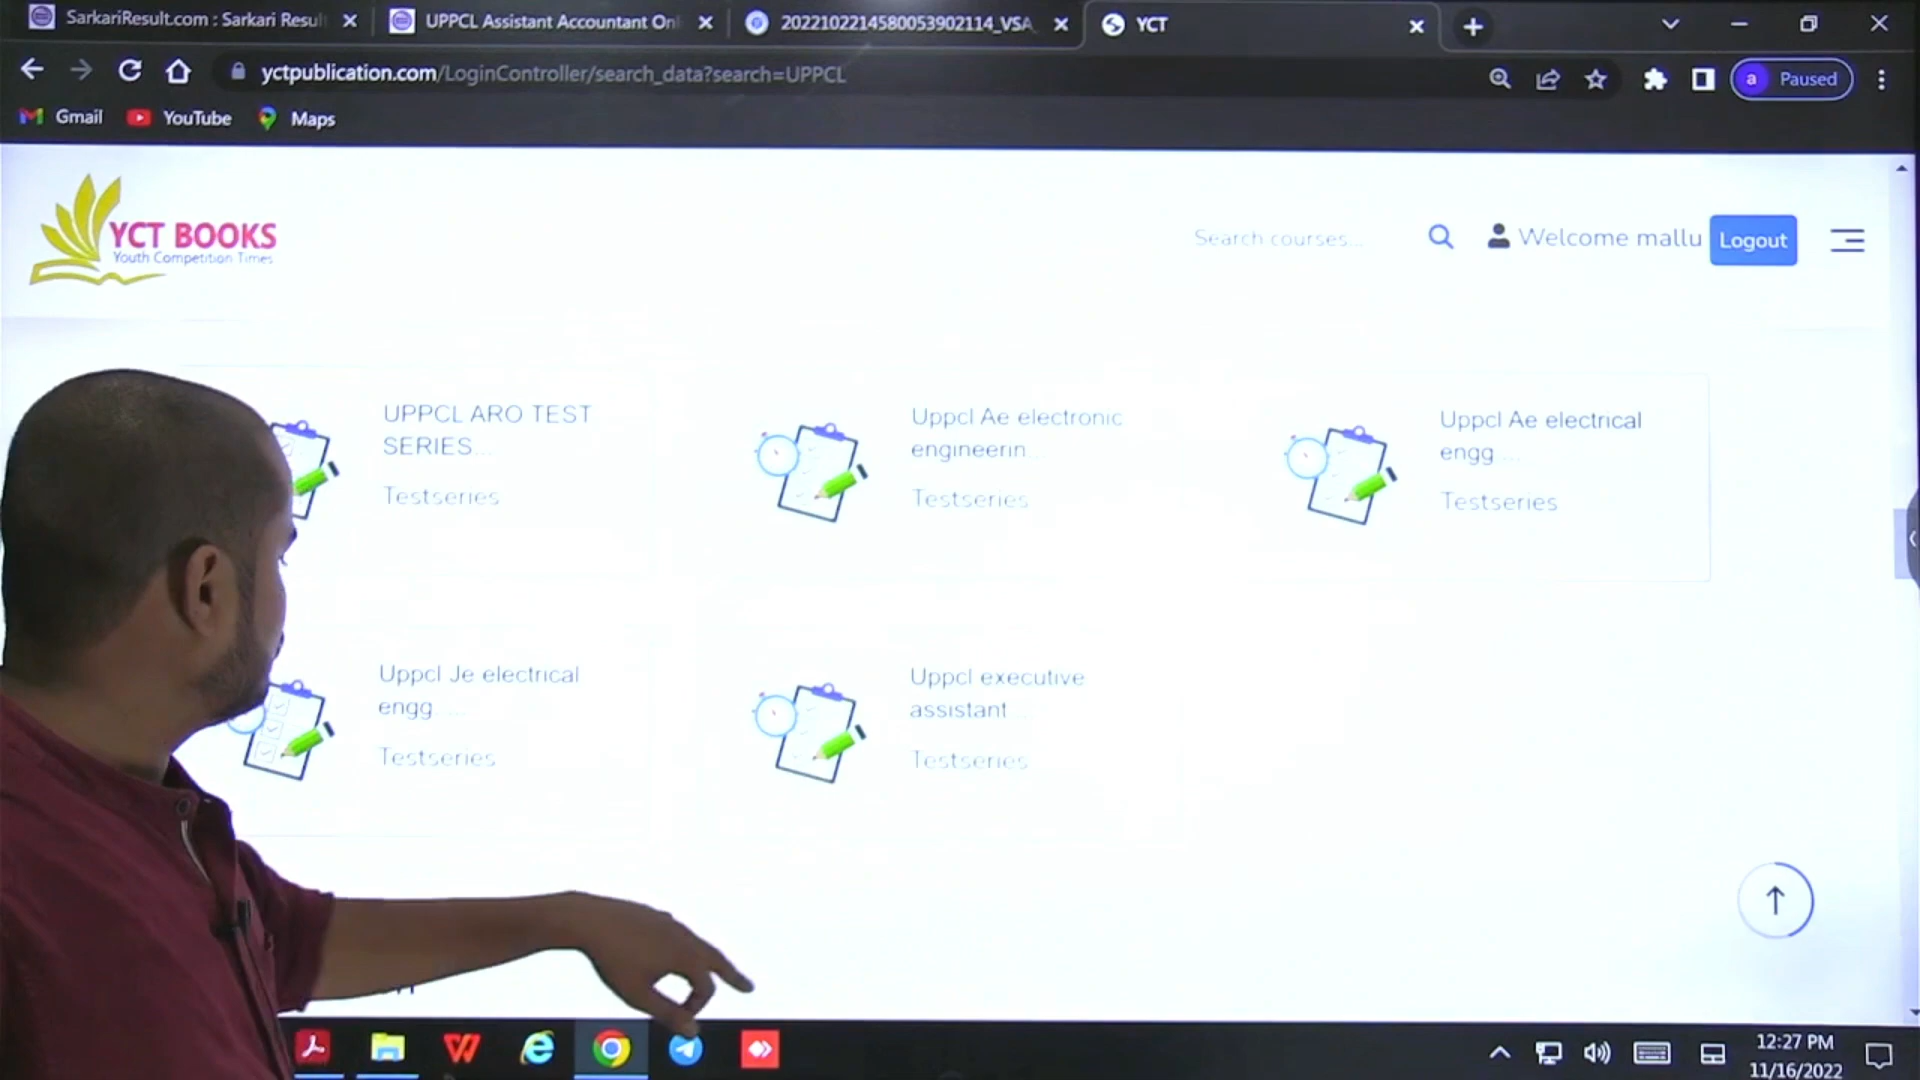 SarkariResult.com : Sarkari Resul
UPPCL Assistant Accountant Onl
2022102214580053902114_VSA
YCT
yctpublication.com/LoginController/search_data?search=UPPCL
a
Paused
Gmail
YouTube
Maps
YCT BOOKS
Youth Competition Times
Search courses...
Welcome mallu
Logout
UPPCL ARO TEST
SERIES....
Testseries
Uppcl Ae electronic
engineerin...
Testseries
Uppcl Ae electrical
engg.....
Testseries
Uppcl Je electrical
engg.....
Testseries
Uppcl executive
assistant...
Testseries
12:27 PM
11/16/2022